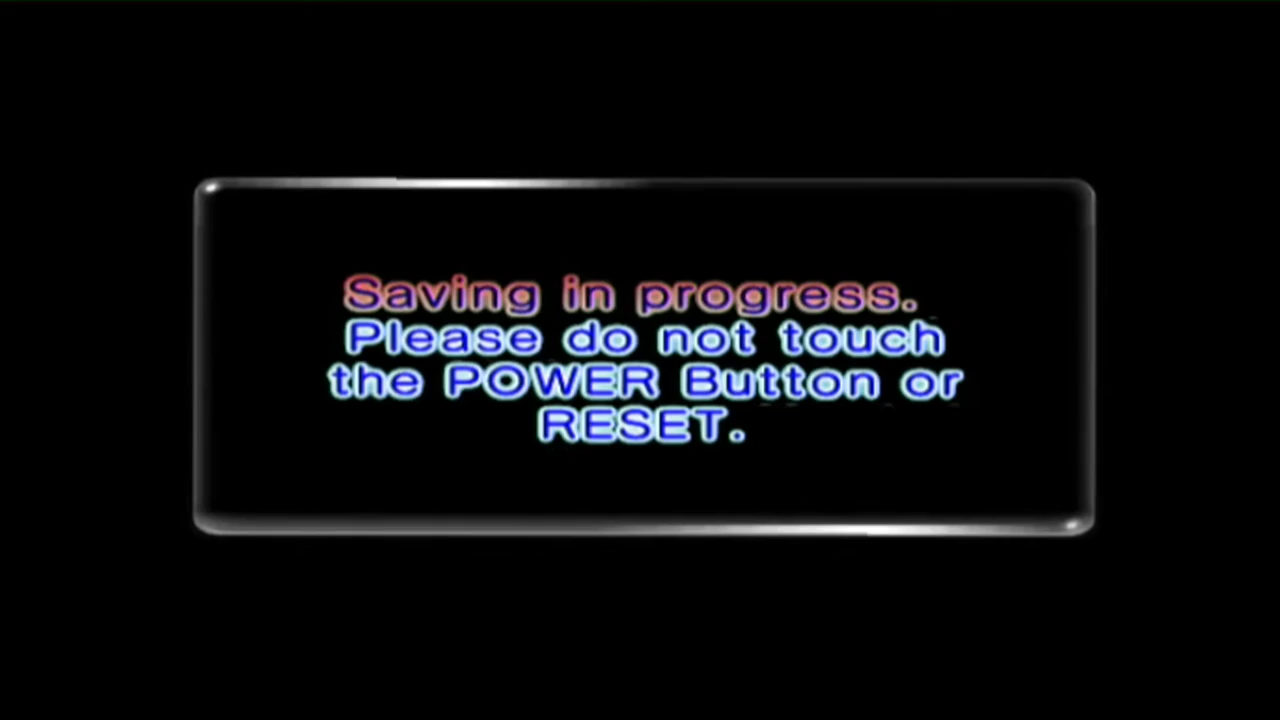 Saving in progress.
Please do not touch
the POWER Button or
RESET.